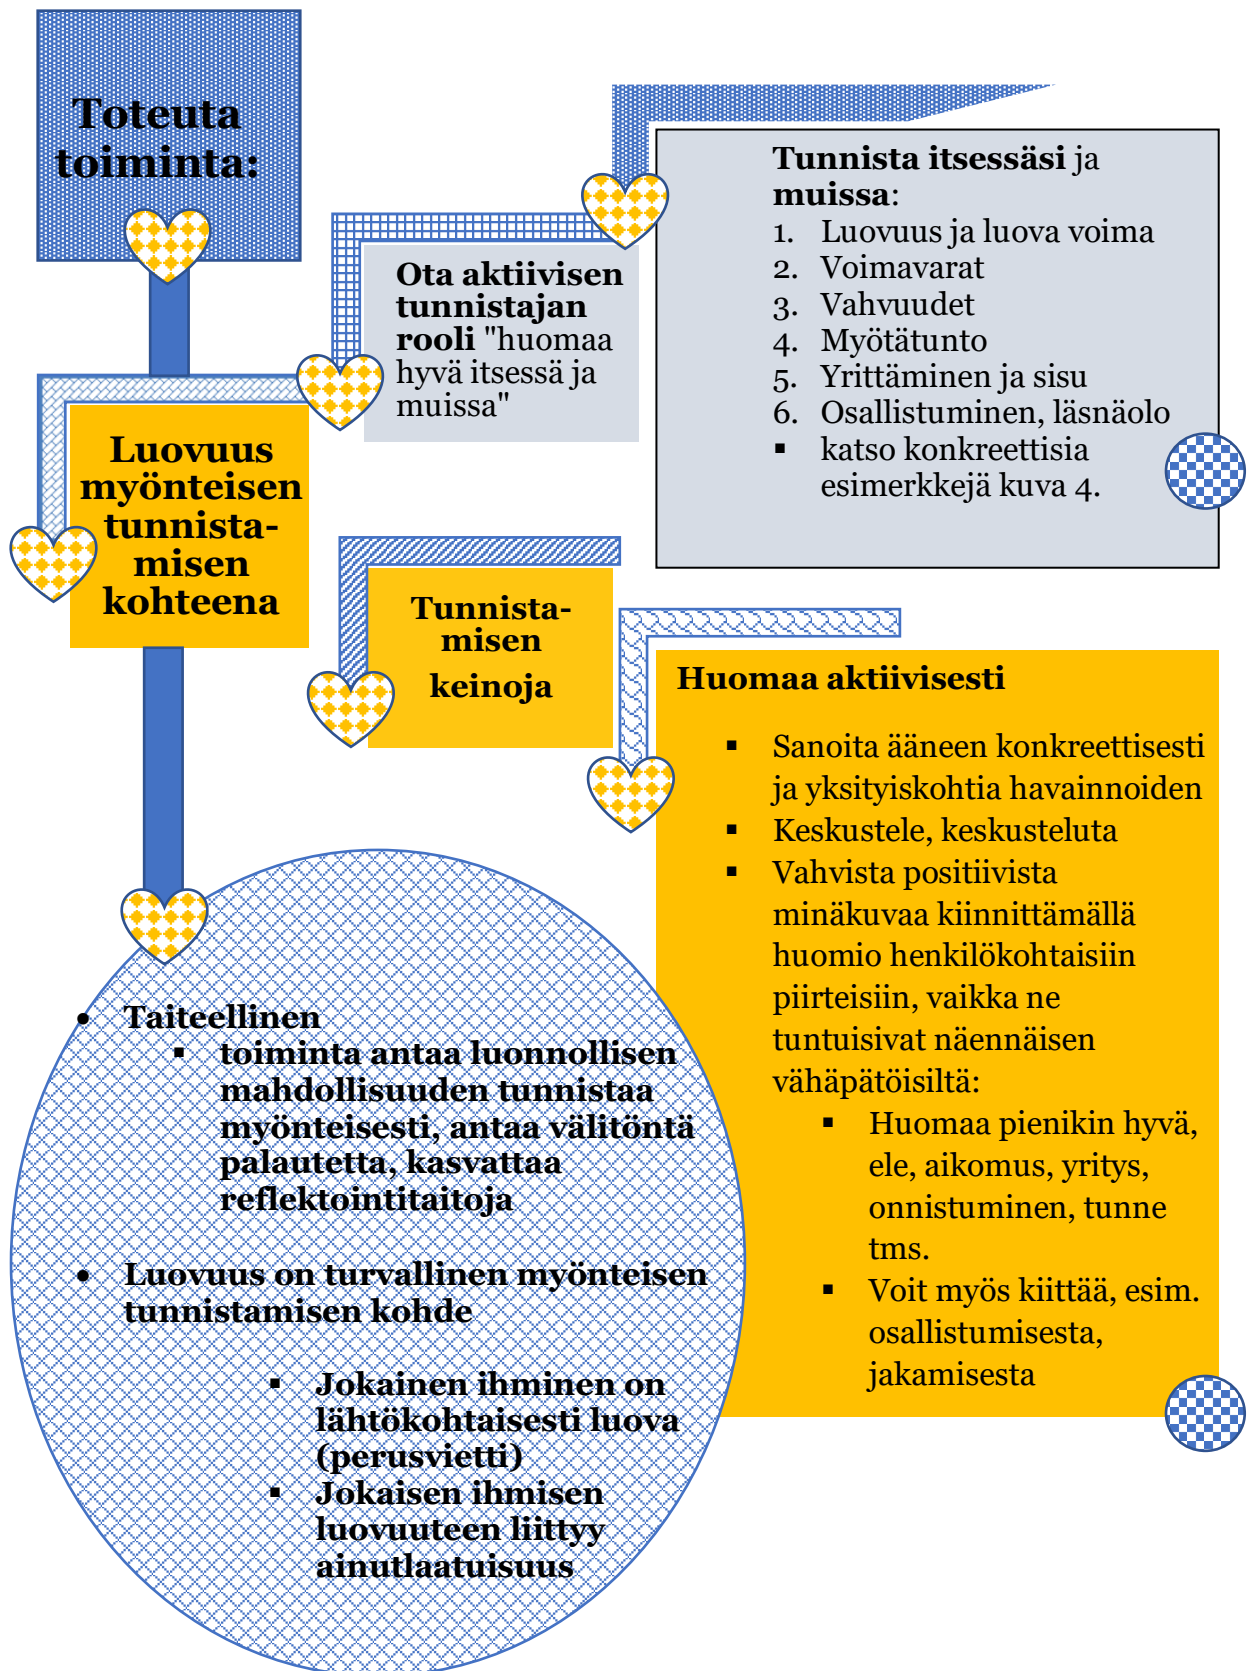 Toteuta
toiminta:
Tunnista itsessäsi ja
muissa:
1. Luovuus ja luova voima
2. Voimavarat
3. Vahvuudet
4. Myötätunto
5. Yrittäminen ja sisu
6. Osallistuminen, läsnäolo
▪ katso konkreettisia
esimerkkejä kuva 4.
Ota aktiivisen
tunnistajan
rooli "huomaa
hyvä itsessä ja
muissa"
Luovuus
myönteisen
tunnista-
misen
kohteena
Tunnista-
misen
keinoja
Huomaa aktiivisesti
▪ Sanoita ääneen konkreettisesti
ja yksityiskohtia havainnoiden
▪ Keskustele, keskusteluta
▪ Vahvista positiivista
minäkuvaa kiinnittämällä
huomio henkilökohtaisiin
piirteisiin, vaikka ne
tuntuisivat näennäisen
vähäpätöisiltä:
▪ Huomaa pienikin hyvä,
ele, aikomus, yritys,
onnistuminen, tunne
tms.
▪ Voit myös kiittää, esim.
osallistumisesta,
jakamisesta
• Taiteellinen
▪ toiminta antaa luonnollisen
mahdollisuuden tunnistaa
myönteisesti, antaa välitöntä
palautetta, kasvattaa
reflektointitaitoja
• Luovuus on turvallinen myönteisen
tunnistamisen kohde
▪ Jokainen ihminen on
lähtökohtaisesti luova
(perusvietti)
▪ Jokaisen ihmisen
luovuuteen liittyy
ainutlaatuisuus